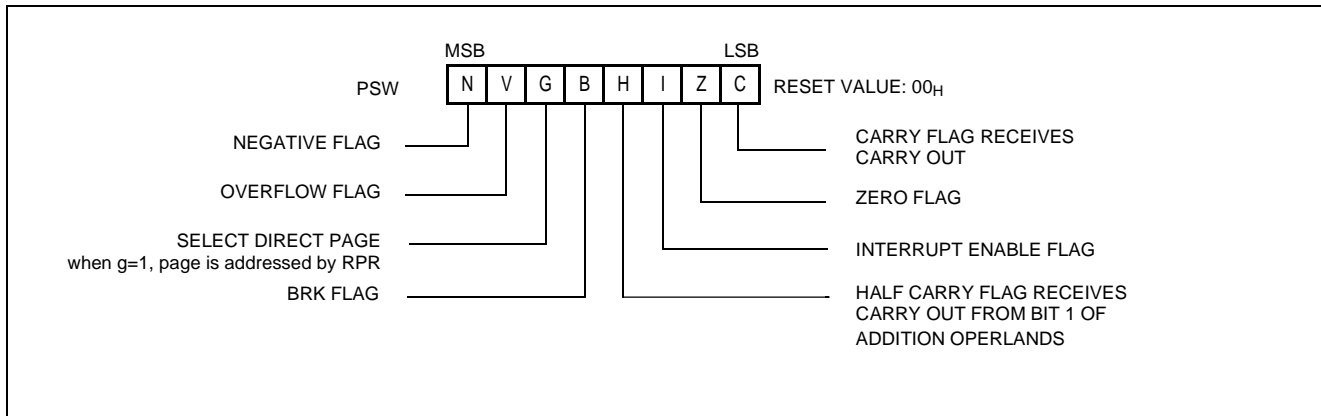 MSB LSB
PSW N V G B H I Z C RESET VALUE: 00H
NEGATIVE FLAG
OVERFLOW FLAG
SELECT DIRECT PAGE
when g=1, page is addressed by RPR
BRK FLAG
CARRY FLAG RECEIVES
CARRY OUT
ZERO FLAG
INTERRUPT ENABLE FLAG
HALF CARRY FLAG RECEIVES
CARRY OUT FROM BIT 1 OF
ADDITION OPERLANDS